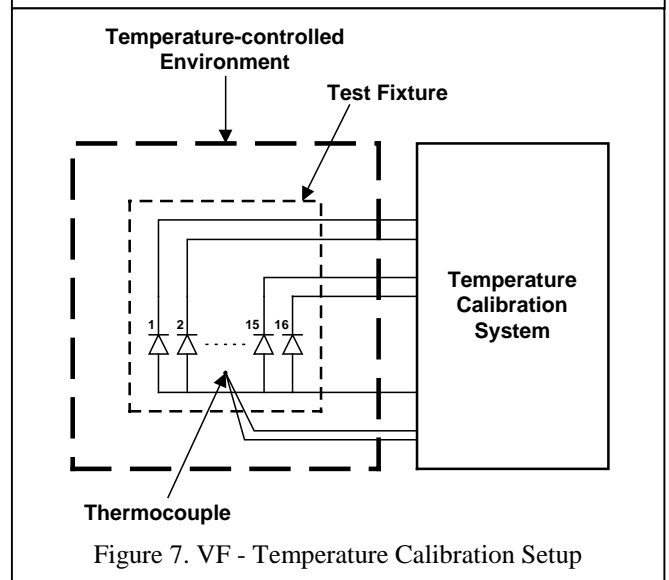 Temperature-controlled
Environment
Test Fixture
1 2 15 16
Temperature
Calibration
System
Thermocouple
Figure 7. VF - Temperature Calibration Setup